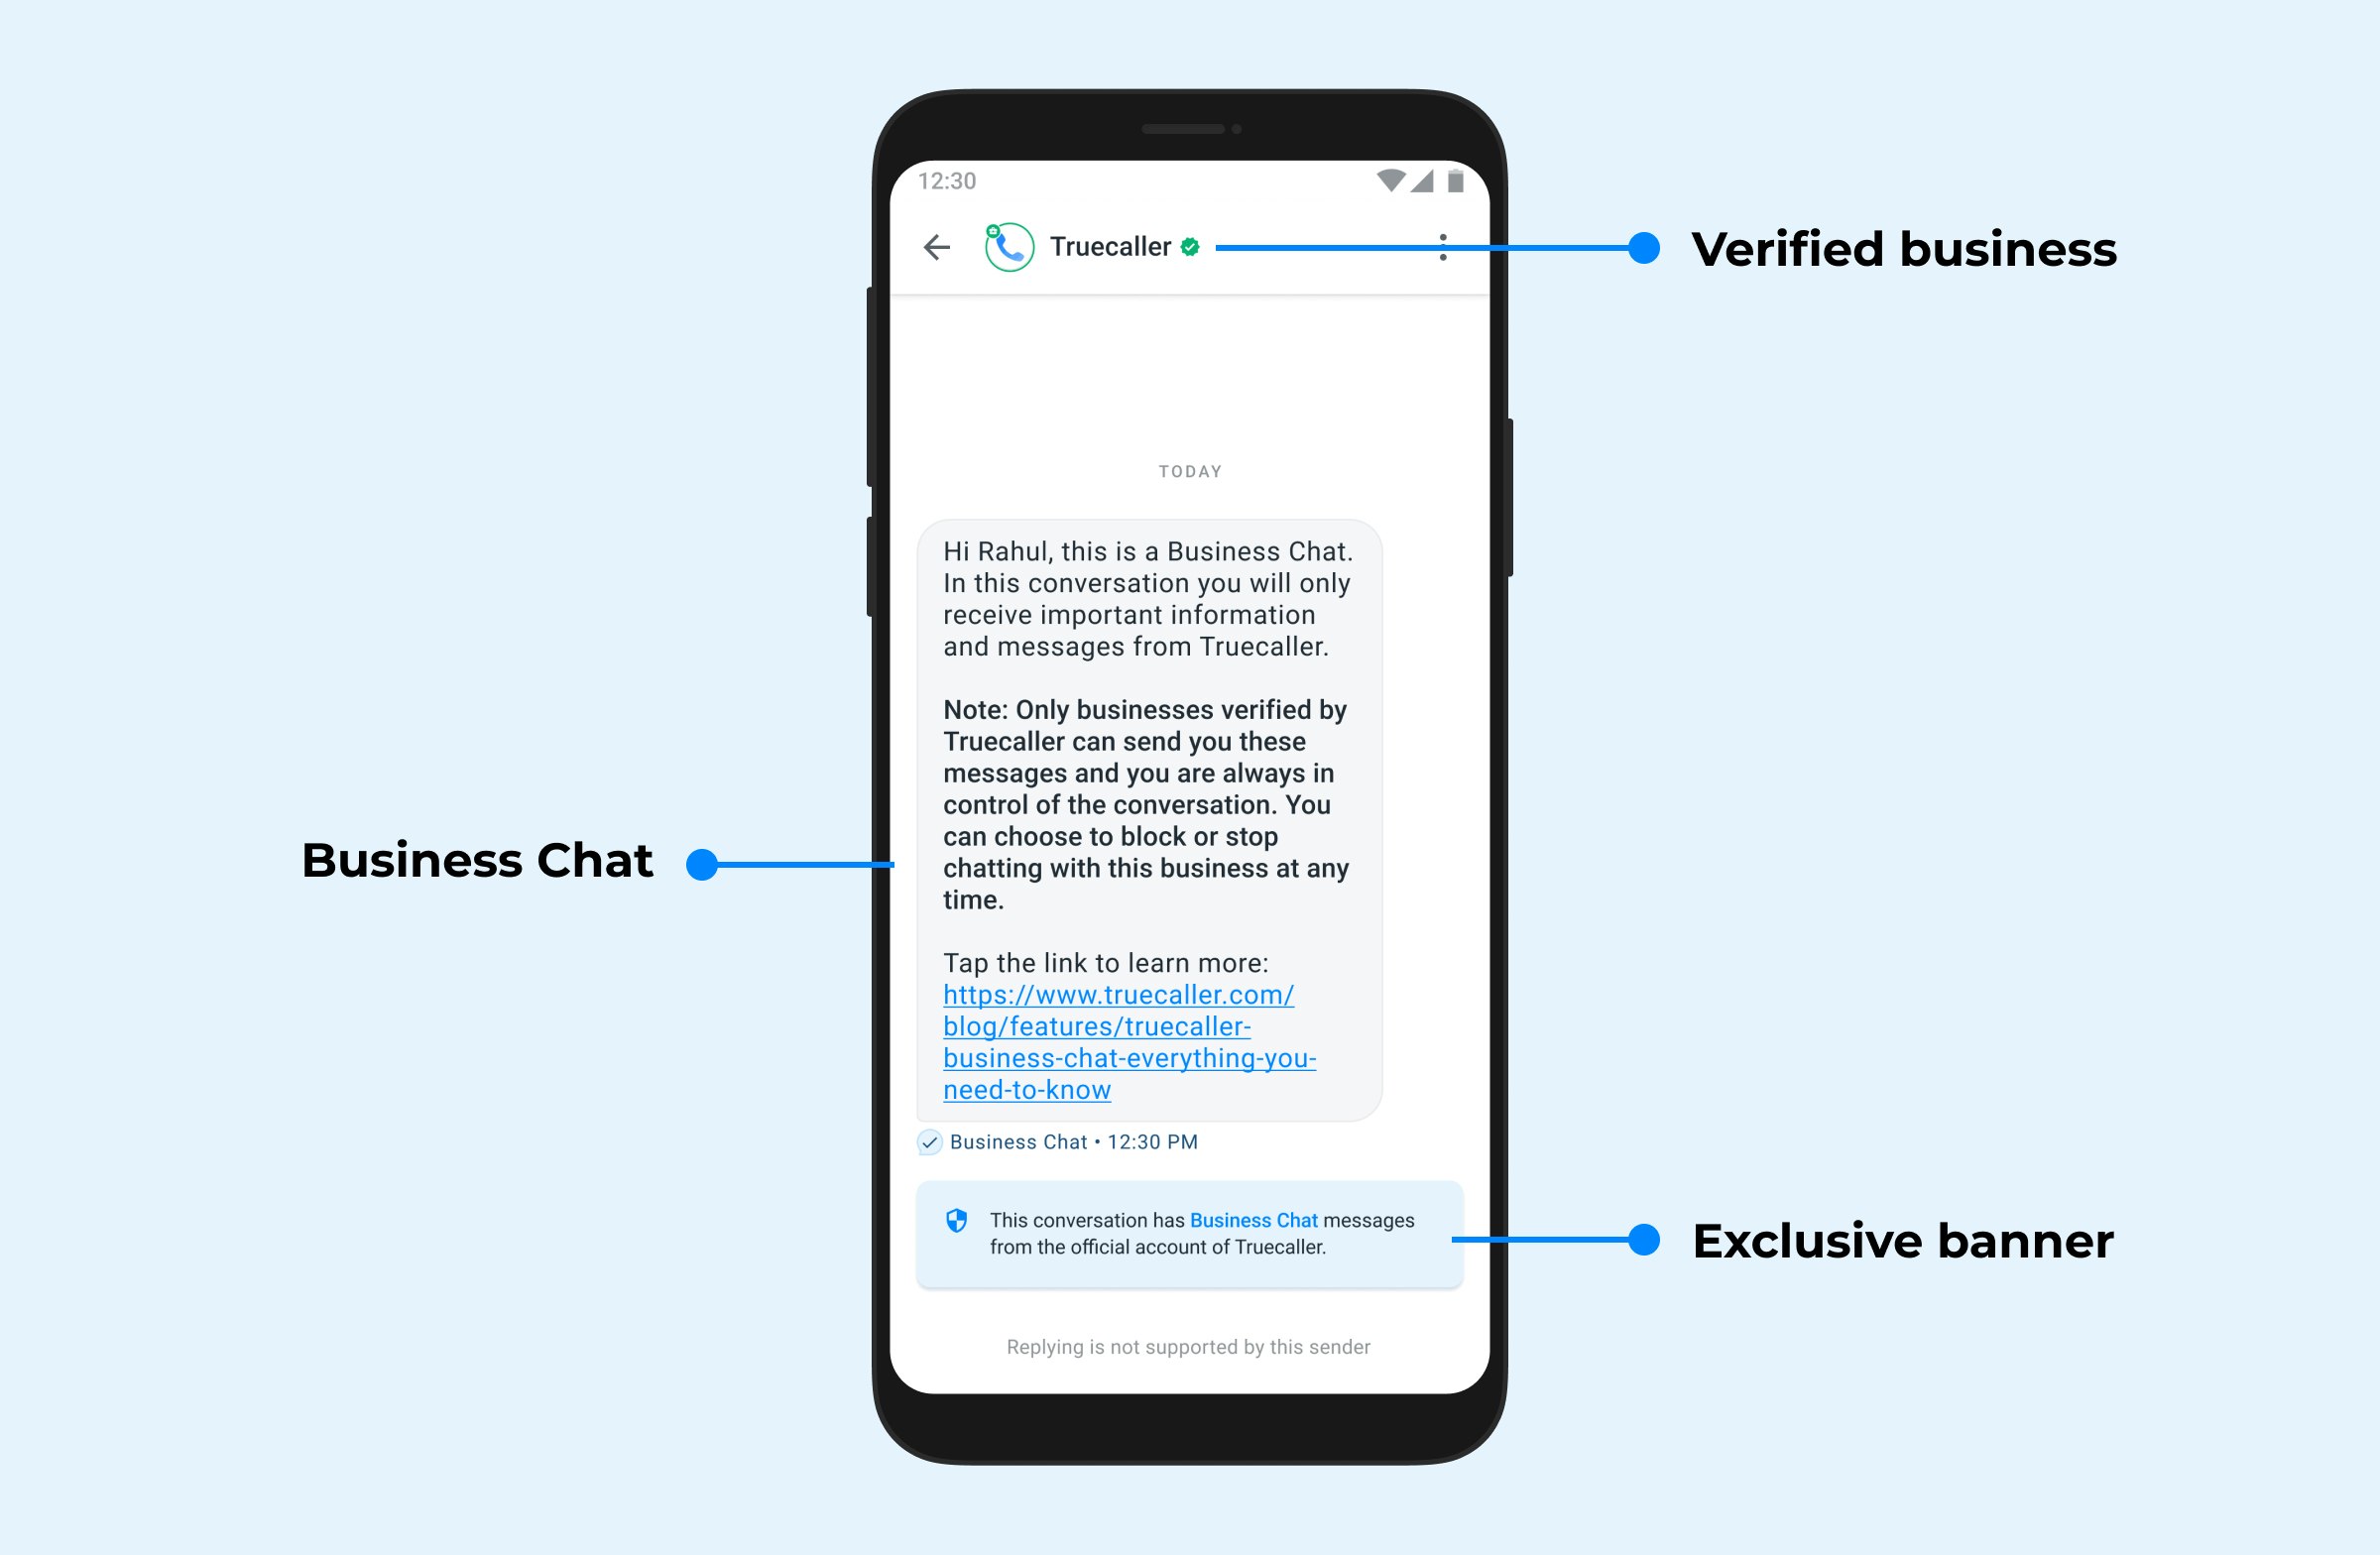 12:30
Truecaller
Verified business
TODAY
Hi Rahul, this is a Business Chat.
In this conversation you will only
receive important information
and messages from Truecaller.
Note: Only businesses verified by
Truecaller can send you these
messages and you are always in
control of the conversation. You
can choose to block or stop
chatting with this business at any
time.
Business Chat
Tap the link to learn more:
https://www.truecaller.com/
blog/features/truecaller-
business-chat-everything-you-
need-to-know
Business Chat • 12:30 PM
This conversation has Business Chat messages
from the official account of Truecaller.
Exclusive banner
Replying is not supported by this sender